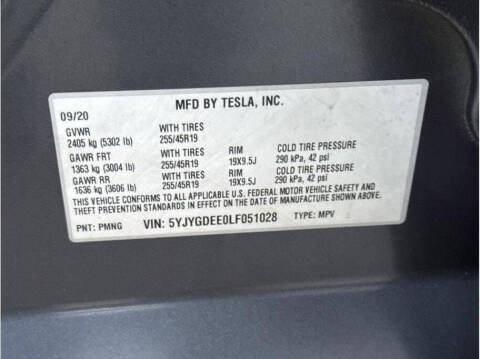 MFD BY TESLA, INC.
09/20
GVWR WITH TIRES
2405 kg (5302 lb) 255/45R19
GAWR FRT WITH TIRES RIM COLD TIRE PRESSURE
1363 kg (3004 lb) 255/45R19 19X9.5J 290 kPa, 42 psi
GAWR RR WITH TIRES RIM COLD TIRE PRESSURE
1636 kg (3606 lb) 255/45R19 19X9.5J 290 kPa, 42 psi
THIS VEHICLE CONFORMS TO ALL APPLICABLE U.S. FEDERAL MOTOR VEHICLE SAFETY AND
THEFT PREVENTION STANDARDS IN EFFECT ON THE DATE OF MANUFACTURE SHOWN ABOVE.
PNT: PMNG VIN: 5YJYGDEE0LF051028 TYPE: MPV